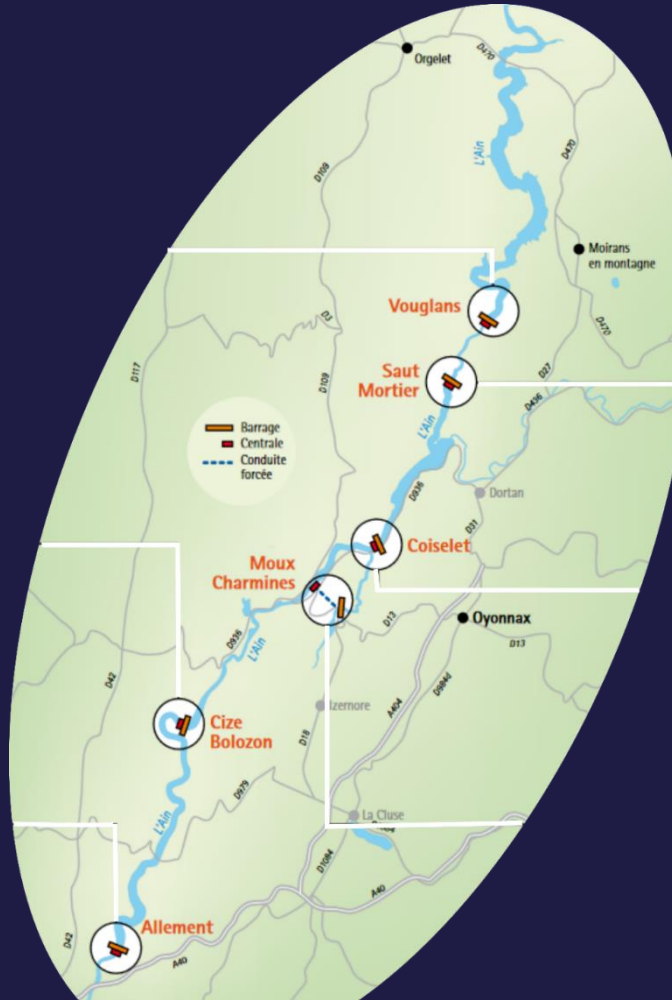 Orgelet
D470
L'Ain
D109
D470
Moirans
en montagne
Vouglans
D3
D470
Saut
Mortier
D27
D117
D109
D436
L'Ain
Barrage
Centrale
Conduite
forcée
D936
Dortan
D31
Coiselet
Moux
Charmines
D13
Oyonnax
D13
D936
L'Ain
D42
A404
D984d
Izernore
Cize
Bolozon
D18
D979
La Cluse
L'Ain
D1084
A40
Allement
D42
A40